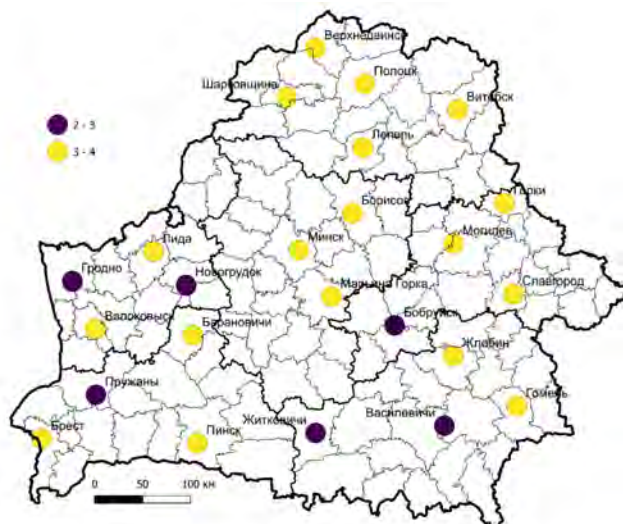 Верхнедвинск
Полоцк
Шарковщина
Витебск
2 - 3
3 - 4
Лепель
Горки
Борисов
Лида
Минск
Могилев
Гродно
Новогрудок
Марьина Горка
Славгород
Волковыск
Барановичи
Бобруйск
Жлобин
Пружаны
Гомель
Житковичи
Василевичи
Брест
Пинск
0 50 100 км